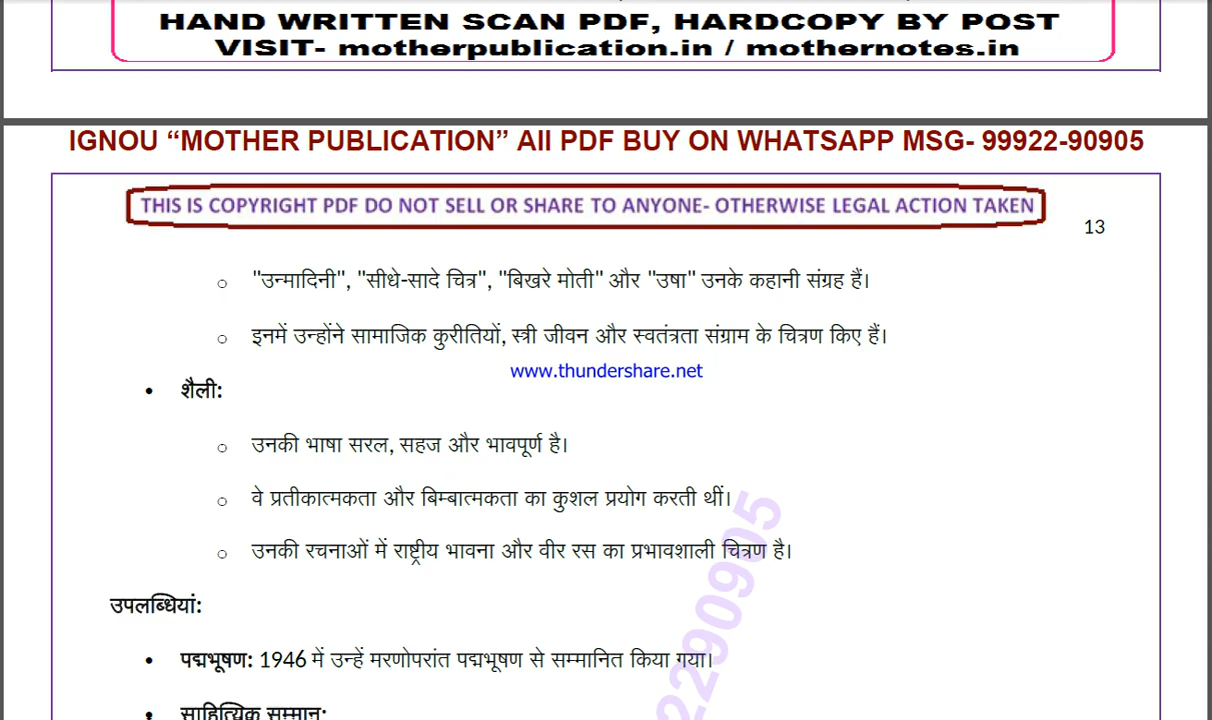 HAND WRITTEN SCAN PDF, HARDCOPY BY POST
VISIT- motherpublication.in / mothernotes.in
IGNOU “MOTHER PUBLICATION” All PDF BUY ON WHATSAPP MSG- 99922-90905
THIS IS COPYRIGHT PDF DO NOT SELL OR SHARE TO ANYONE- OTHERWISE LEGAL ACTION TAKEN
13
○ "उन्मादिनी", "सीधे-सादे चित्र", "बिखरे मोती" और "उषा" उनके कहानी संग्रह हैं।
○ इनमें उन्होंने सामाजिक कुरीतियों, स्त्री जीवन और स्वतंत्रता संग्राम के चित्रण किए हैं।
www.thundershare.net
• शैली:
○ उनकी भाषा सरल, सहज और भावपूर्ण है।
○ वे प्रतीकात्मकता और बिम्बात्मकता का कुशल प्रयोग करती थीं।
○ उनकी रचनाओं में राष्ट्रीय भावना और वीर रस का प्रभावशाली चित्रण है।
2290905
उपलब्धियां:
• पद्मभूषण: 1946 में उन्हें मरणोपरांत पद्मभूषण से सम्मानित किया गया।
• साहित्यिक सम्मान: